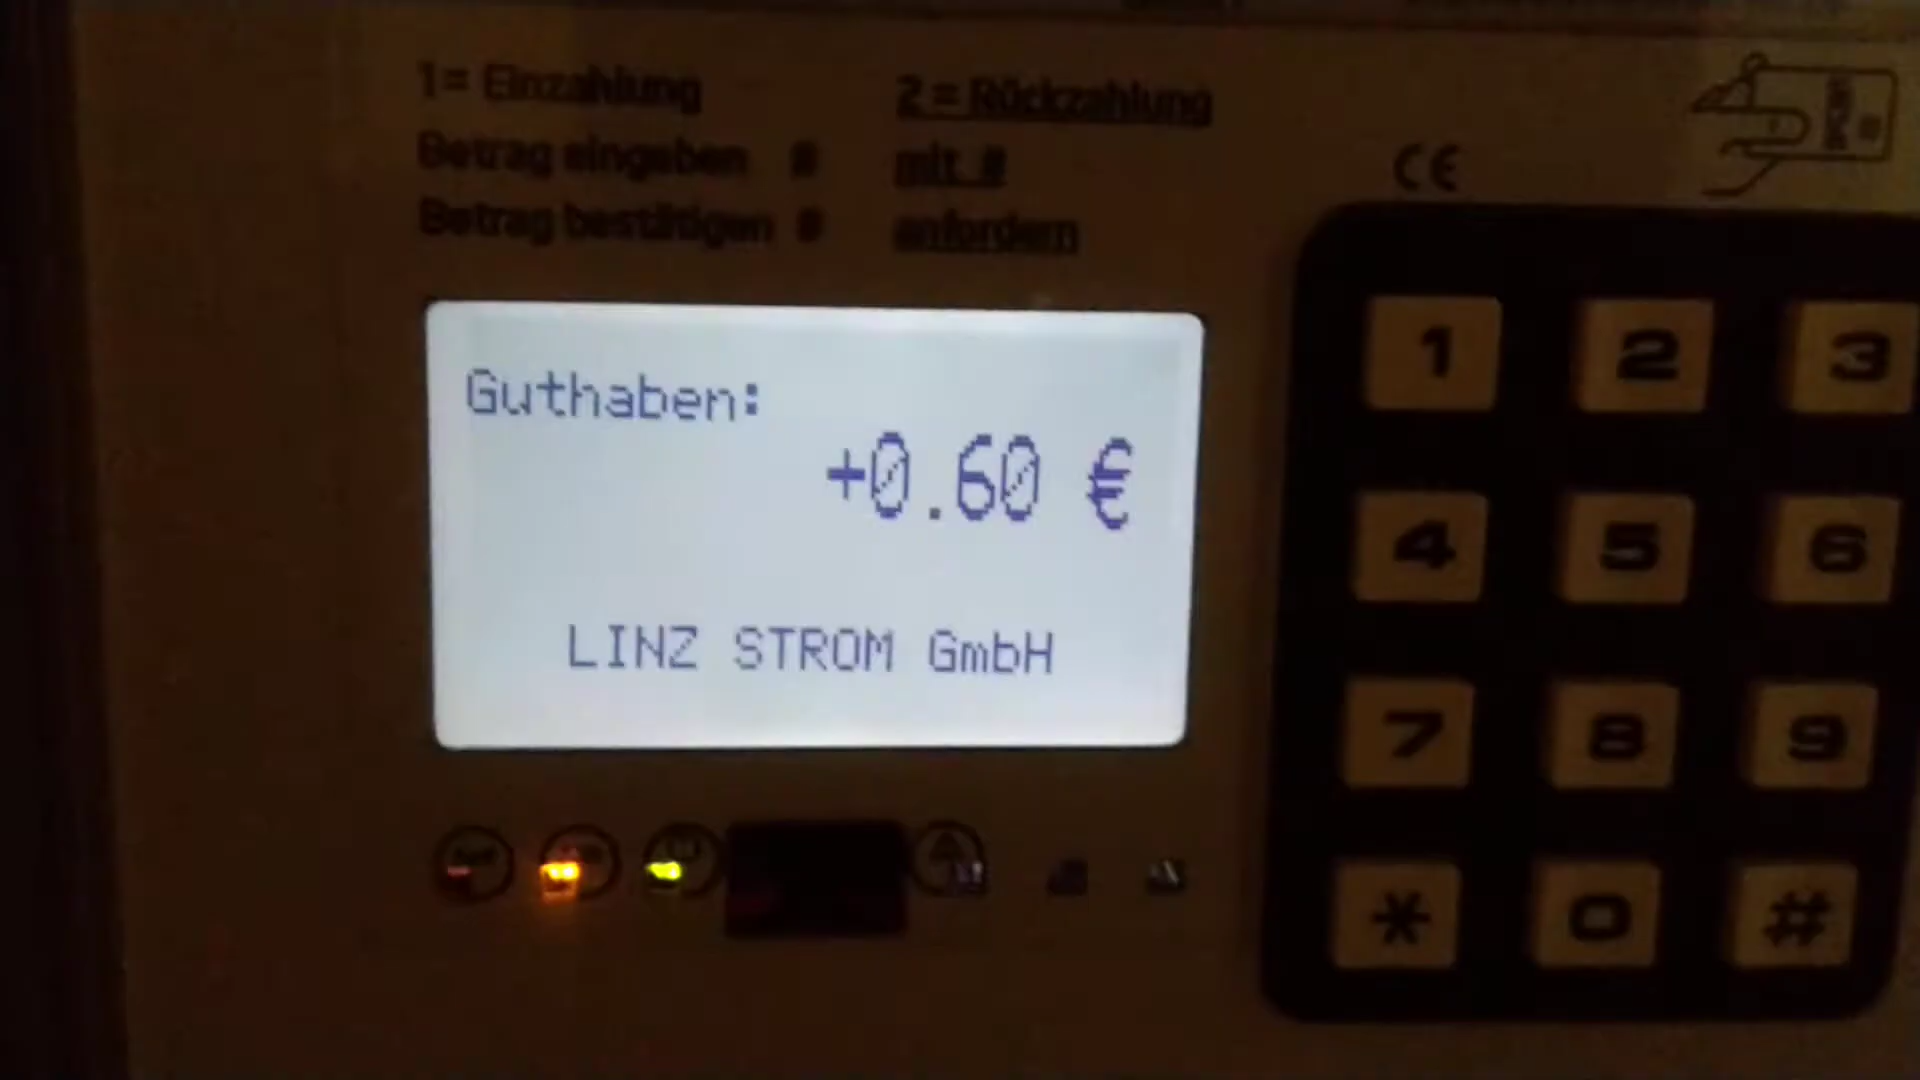 1= Einzahlung
2 = Rückzahlung
Betrag eingeben #
mit #
Betrag bestätigen #
anfordern
CE
Guthaben:
+0.60 €
LINZ STROM GmbH
1 2 3
4 5 6
7 8 9
* 0 #